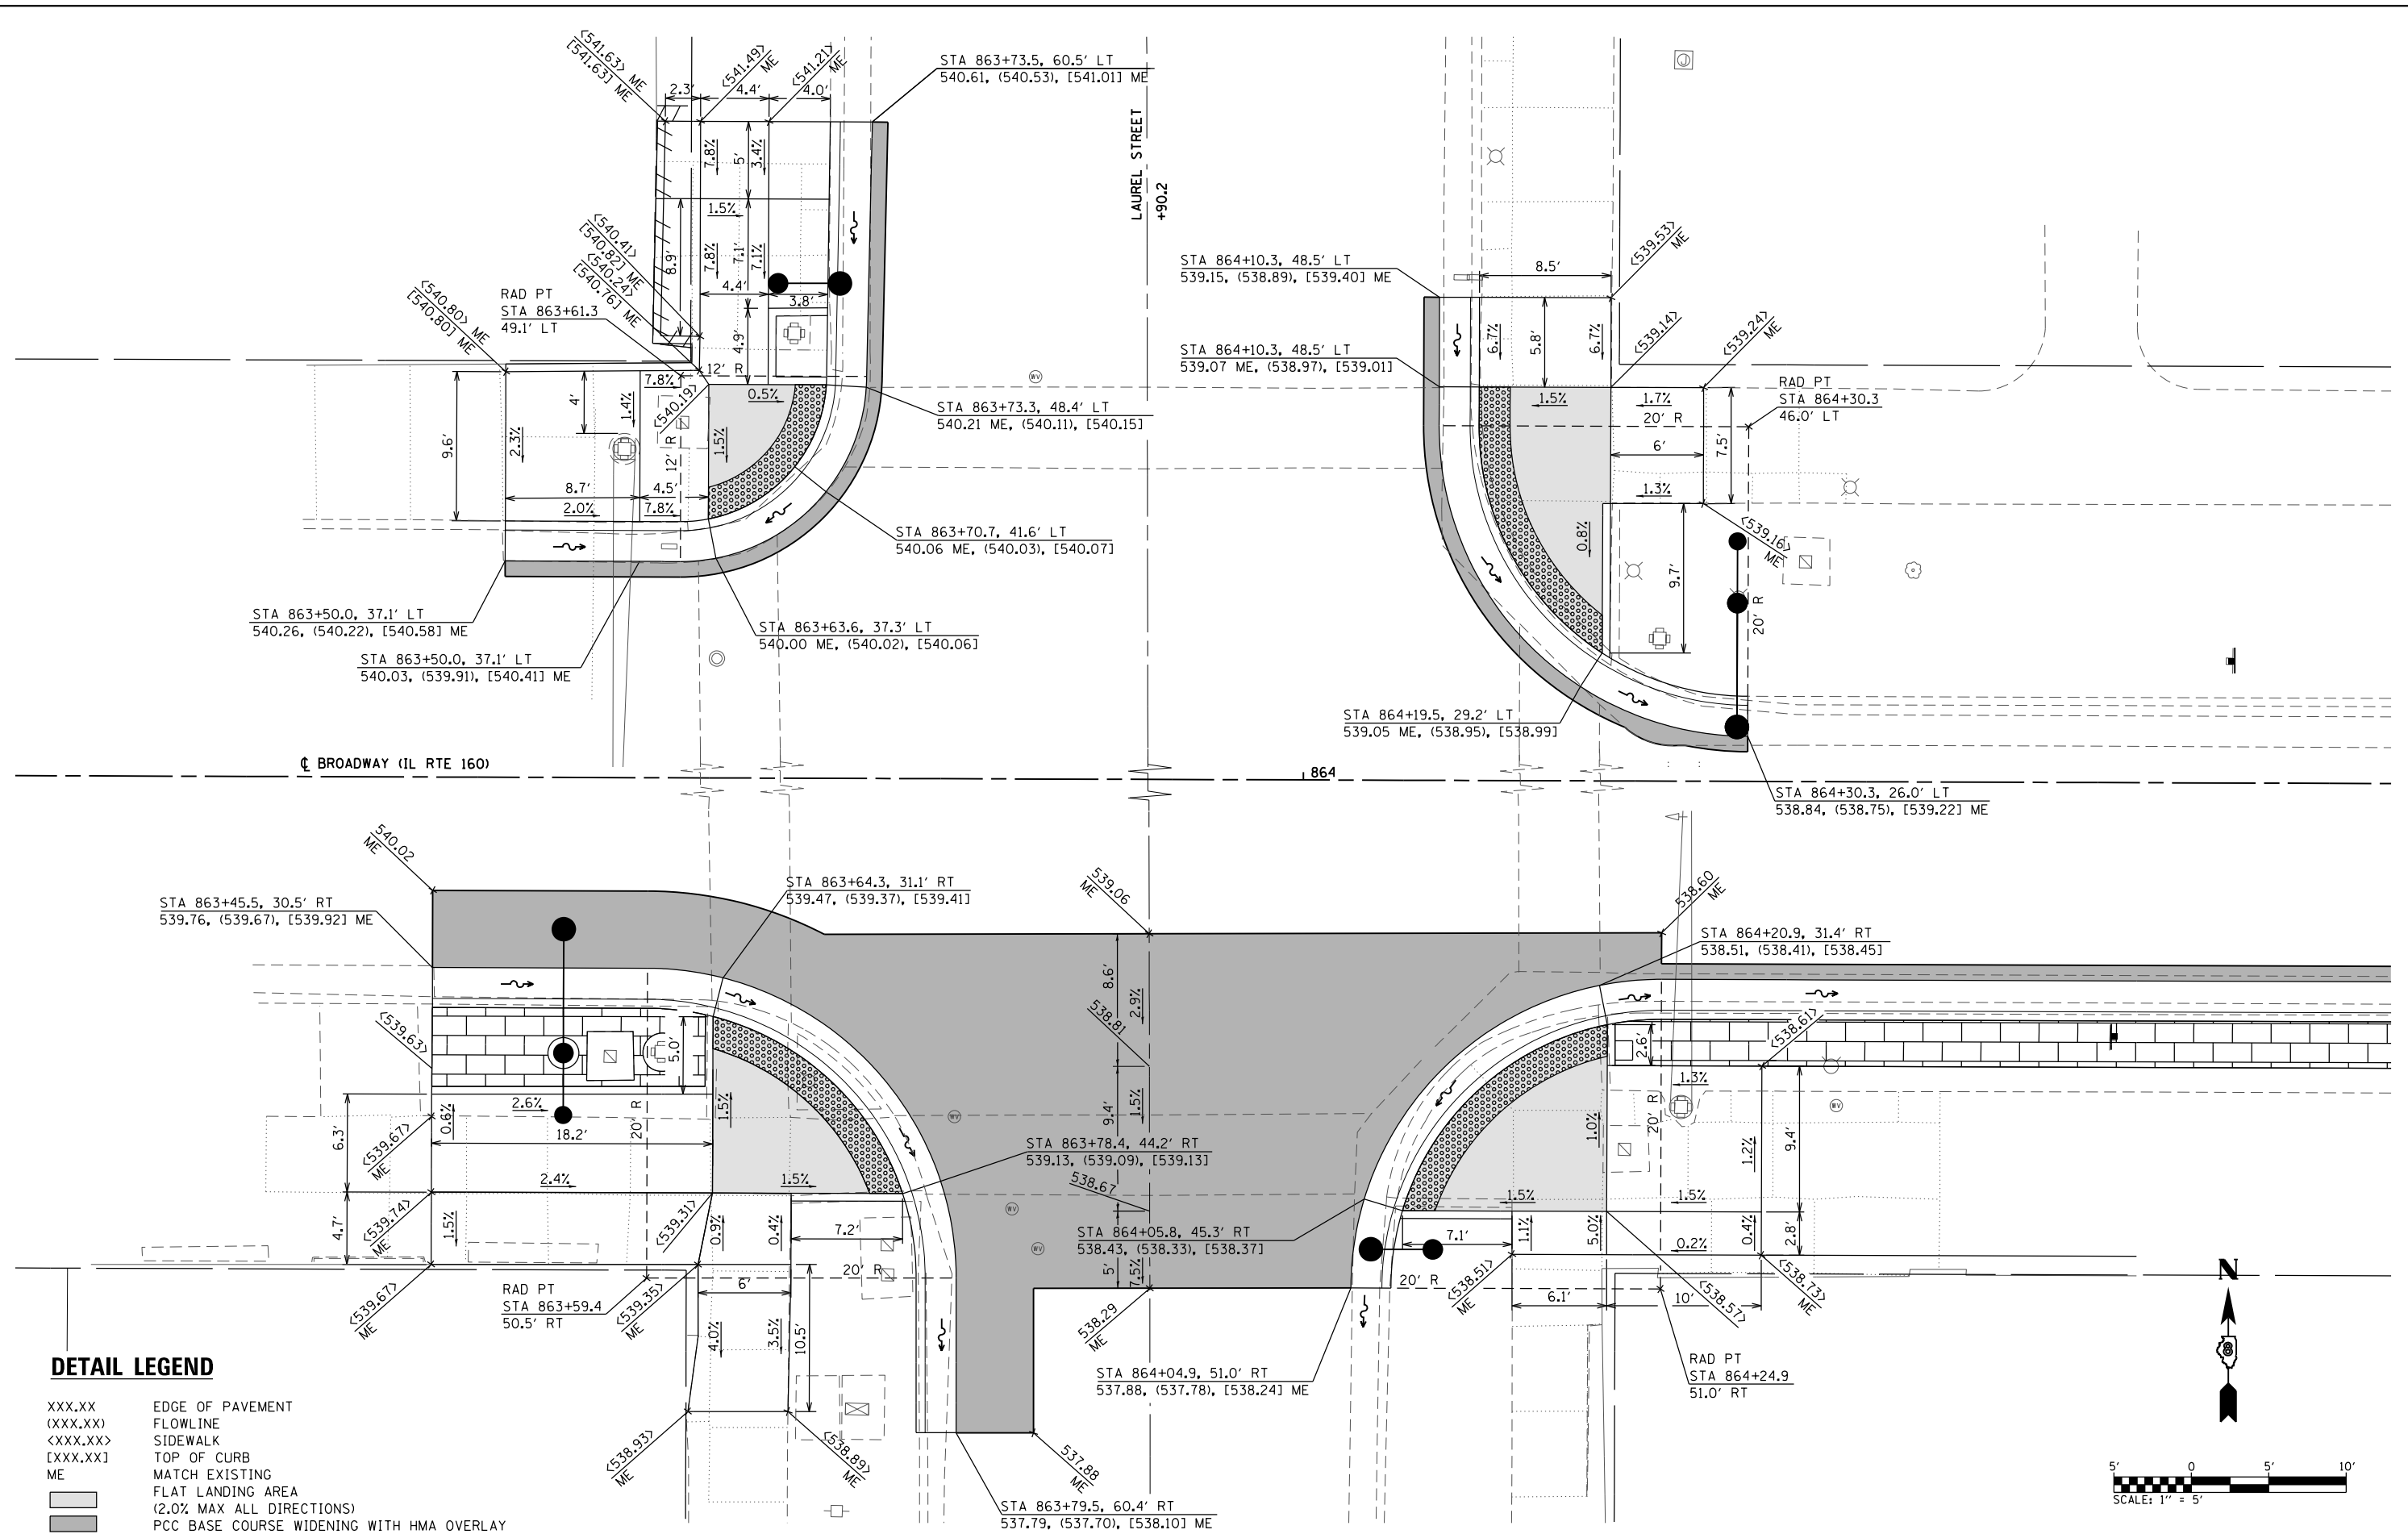 <541.63> ME
[541.63] ME
<541.49>
ME
<541.21>
ME
STA 863+73.5, 60.5' LT
540.61, (540.53), [541.01] ME
2.3'
4.4'
4.0'
7.8%
5'
3.4%
1.5%
8.9'
7.8%
7.1'
7.1%
4.4'
3.8'
4.9'
<540.41>
[540.82] ME
<540.24>
[540.76] ME
<540.80> ME
[540.80] ME
RAD PT
STA 863+61.3
49.1' LT
12' R
7.8%
<540.19>
0.5%
4'
1.4%
9.6'
2.3%
12' R
1.5%
8.7'
4.5'
2.0%
7.8%
STA 863+73.3, 48.4' LT
540.21 ME, (540.11), [540.15]
STA 863+70.7, 41.6' LT
540.06 ME, (540.03), [540.07]
STA 863+63.6, 37.3' LT
540.00 ME, (540.02), [540.06]
STA 863+50.0, 37.1' LT
540.26, (540.22), [540.58] ME
STA 863+50.0, 37.1' LT
540.03, (539.91), [540.41] ME
LAUREL STREET
+90.2
WV
STA 864+10.3, 48.5' LT
539.15, (538.89), [539.40] ME
STA 864+10.3, 48.5' LT
539.07 ME, (538.97), [539.01]
8.5'
<539.53>
ME
6.7%
5.8'
6.7%
<539.14>
<539.24>
ME
RAD PT
STA 864+30.3
46.0' LT
1.5%
1.7%
20' R
6'
7.5'
1.3%
0.8%
<539.16>
ME
9.7'
20' R
STA 864+19.5, 29.2' LT
539.05 ME, (538.95), [538.99]
STA 864+30.3, 26.0' LT
538.84, (538.75), [539.22] ME
℄ BROADWAY (IL RTE 160)
864
540.02
ME
STA 863+45.5, 30.5' RT
539.76, (539.67), [539.92] ME
STA 863+64.3, 31.1' RT
539.47, (539.37), [539.41]
539.06
ME
538.60
ME
STA 864+20.9, 31.4' RT
538.51, (538.41), [538.45]
8.6'
2.9%
538.81
9.4'
1.5%
538.67
5'
7.5%
538.29
ME
<539.63>
5.0'
0.6%
2.6%
1.5%
18.2'
20' R
6.3'
<539.67>
ME
2.4%
1.5%
<539.74>
ME
4.7'
1.5%
<539.31>
0.9%
0.4%
7.2'
20' R
<539.67>
ME
RAD PT
STA 863+59.4
50.5' RT
<539.35>
ME
6'
4.0%
3.5%
10.5'
<538.93>
ME
<538.89>
ME
WV
WV
WV
STA 863+78.4, 44.2' RT
539.13, (539.09), [539.13]
STA 864+05.8, 45.3' RT
538.43, (538.33), [538.37]
STA 864+04.9, 51.0' RT
537.88, (537.78), [538.24] ME
537.88
ME
STA 863+79.5, 60.4' RT
537.79, (537.70), [538.10] ME
2.6'
<538.61>
1.3%
1.0%
20' R
1.2%
9.4'
WV
1.5%
1.5%
7.1'
1.1%
5.0%
0.2%
0.4%
2.8'
20' R
<538.51>
ME
6.1'
10'
<538.57>
<538.73>
ME
RAD PT
STA 864+24.9
51.0' RT
N
8
5'
0
5'
10'
SCALE: 1" = 5'
DETAIL LEGEND
XXX.XX EDGE OF PAVEMENT
(XXX.XX) FLOWLINE
<XXX.XX> SIDEWALK
[XXX.XX] TOP OF CURB
ME MATCH EXISTING
FLAT LANDING AREA
(2.0% MAX ALL DIRECTIONS)
PCC BASE COURSE WIDENING WITH HMA OVERLAY